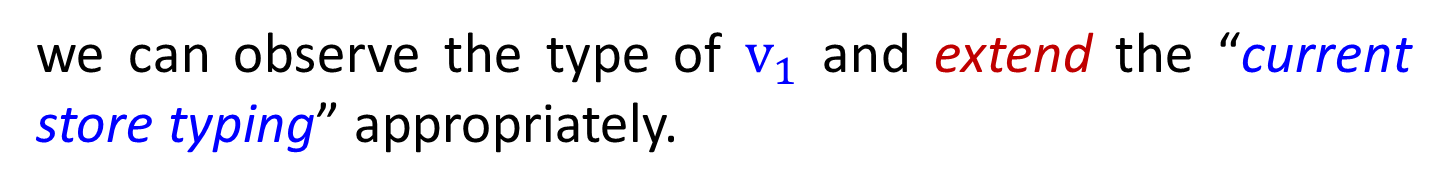 we can observe the type of v₁ and extend the “current
store typing” appropriately.